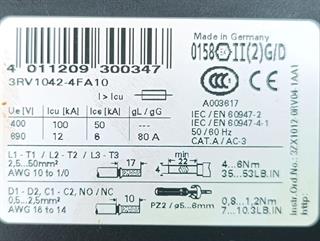 Made in Germany
4 011209 300347
0158 II(2)G/D
3RV1042-4FA10
I > Icu
CCC
A003617
Ue [V] Icu [kA] Ics [kA] gL / gG
400 100 50 -
690 12 6 80 A
IEC / EN 60947-2
IEC / EN 60947-4-1
50 / 60 Hz
CAT.A / AC-3
L1 - T1 / L2 - T2 / L3 - T3
2,5...50mm²
AWG 10 to 1/0
17
min.
22
4...6Nm
35...53LB.IN
D1 - D2, C1 - C2, NO / NC
0,5...2,5mm²
AWG 18 to 14
10
PZ2 / ø5...6mm
0,8...1,2Nm
7...10.3LB.IN
http: